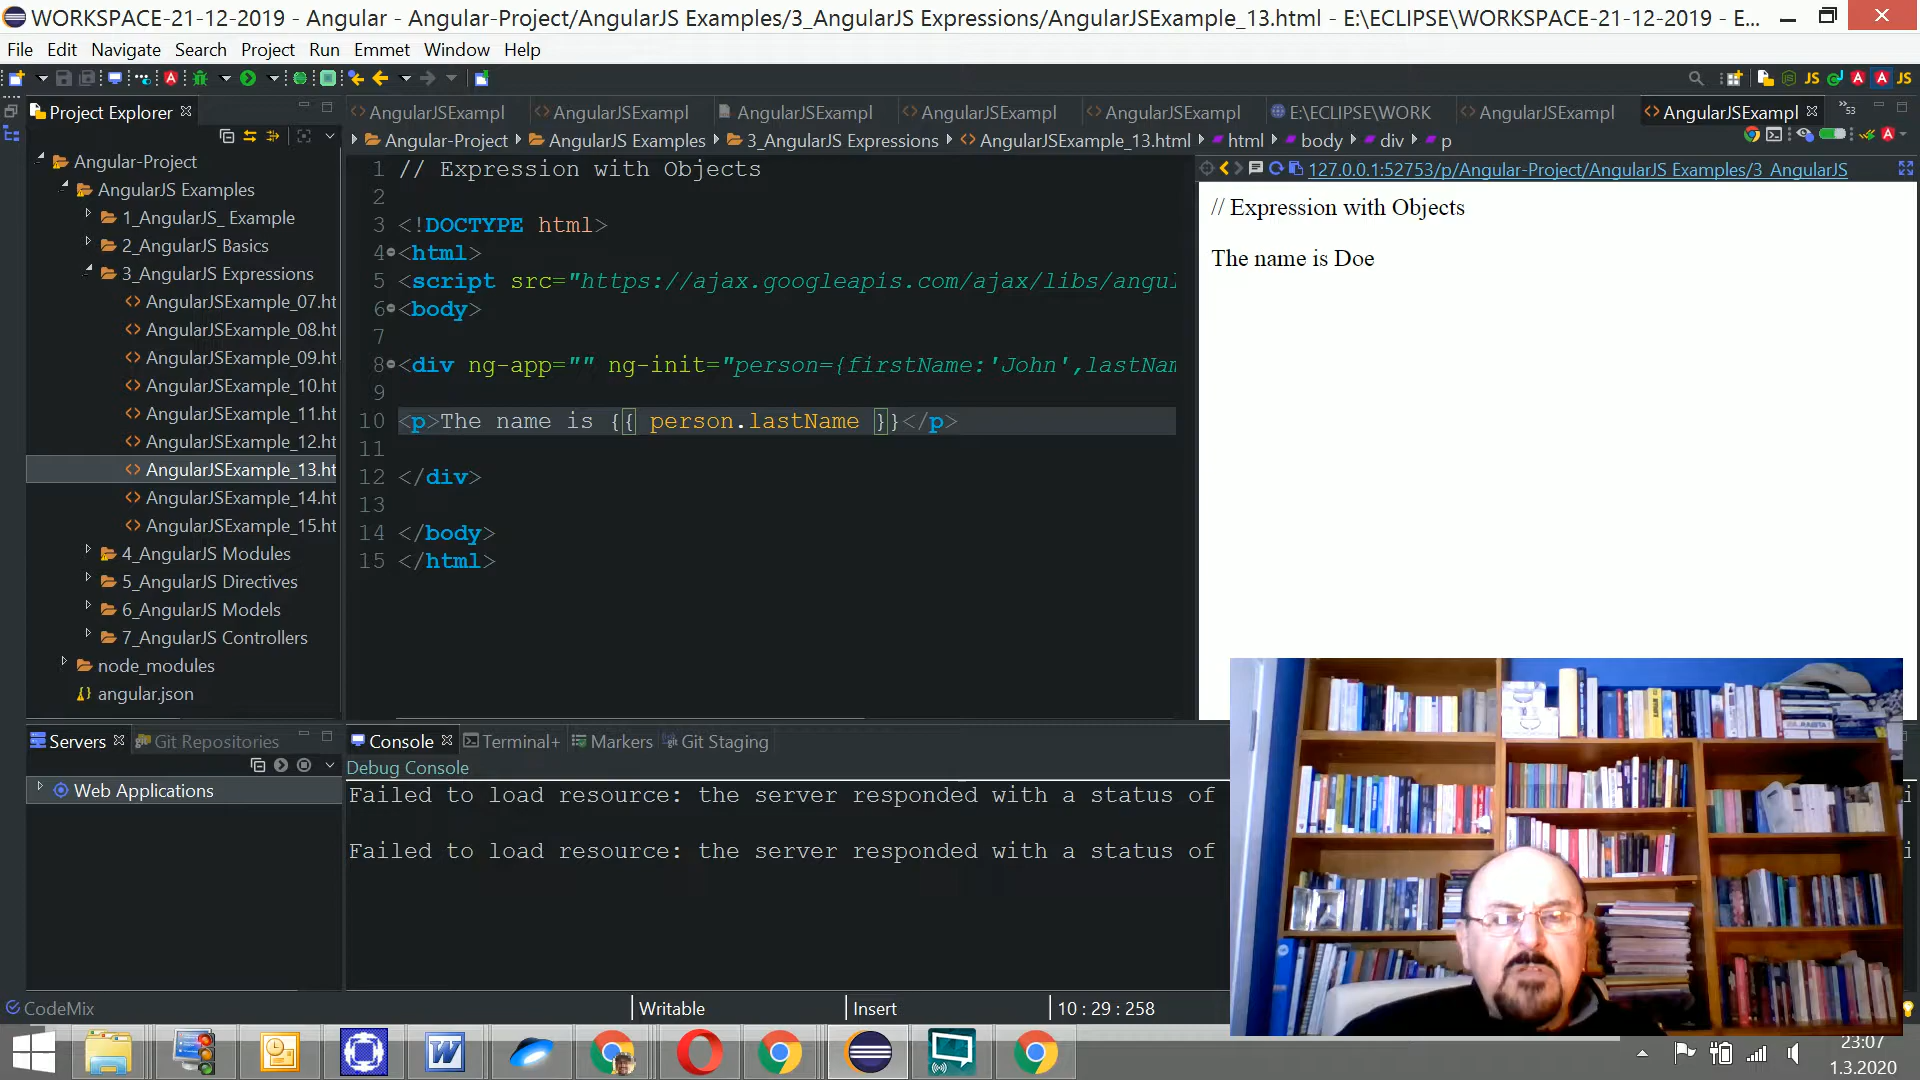 WORKSPACE-21-12-2019 - Angular - Angular-Project/AngularJS Examples/3_AngularJS Expressions/AngularJSExample_13.html - E:\ECLIPSE\WORKSPACE-21-12-2019 - E...
File Edit Navigate Search Project Run Emmet Window Help
Project Explorer
AngularJSExampl AngularJSExampl AngularJSExampl AngularJSExampl AngularJSExampl E:\ECLIPSE\WORK AngularJSExampl AngularJSExampl 53
Angular-Project AngularJS Examples 3_AngularJS Expressions AngularJSExample_13.html html body div p
127.0.0.1:52753/p/Angular-Project/AngularJS Examples/3_AngularJS
Angular-Project
AngularJS Examples
1_AngularJS_ Example
2_AngularJS Basics
3_AngularJS Expressions
AngularJSExample_07.ht
AngularJSExample_08.ht
AngularJSExample_09.ht
AngularJSExample_10.ht
AngularJSExample_11.ht
AngularJSExample_12.ht
AngularJSExample_13.ht
AngularJSExample_14.ht
AngularJSExample_15.ht
4_AngularJS Modules
5_AngularJS Directives
6_AngularJS Models
7_AngularJS Controllers
node_modules
angular.json
1 // Expression with Objects
2
3 <!DOCTYPE html>
4 <html>
5 <script src="https://ajax.googleapis.com/ajax/libs/angul
6 <body>
7
8 <div ng-app="" ng-init="person={firstName:'John',lastNam
9
10 <p>The name is {{ person.lastName }}</p>
11
12 </div>
13
14 </body>
15 </html>
// Expression with Objects
The name is Doe
Servers Git Repositories
Web Applications
Console Terminal+ Markers Git Staging
Debug Console
Failed to load resource: the server responded with a status of
Failed to load resource: the server responded with a status of
CodeMix Writable Insert 10 : 29 : 258
23:07
1.3.2020